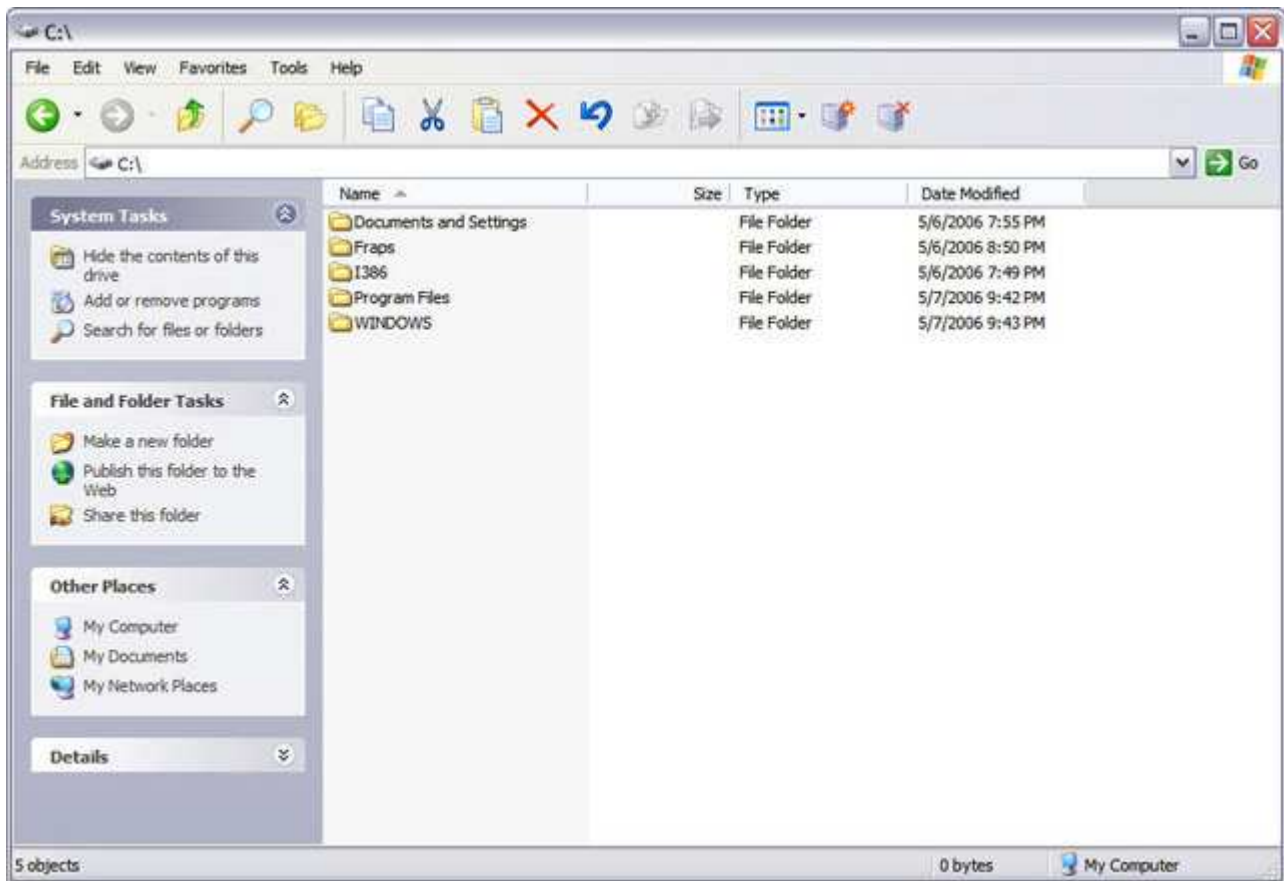 C:\
File Edit View Favorites Tools Help
Address C:\ Go
System Tasks
Hide the contents of this
drive
Add or remove programs
Search for files or folders
File and Folder Tasks
Make a new folder
Publish this folder to the
Web
Share this folder
Other Places
My Computer
My Documents
My Network Places
Details
Name Size Type Date Modified
Documents and Settings File Folder 5/6/2006 7:55 PM
Fraps File Folder 5/6/2006 8:50 PM
I386 File Folder 5/6/2006 7:49 PM
Program Files File Folder 5/7/2006 9:42 PM
WINDOWS File Folder 5/7/2006 9:43 PM
5 objects 0 bytes My Computer